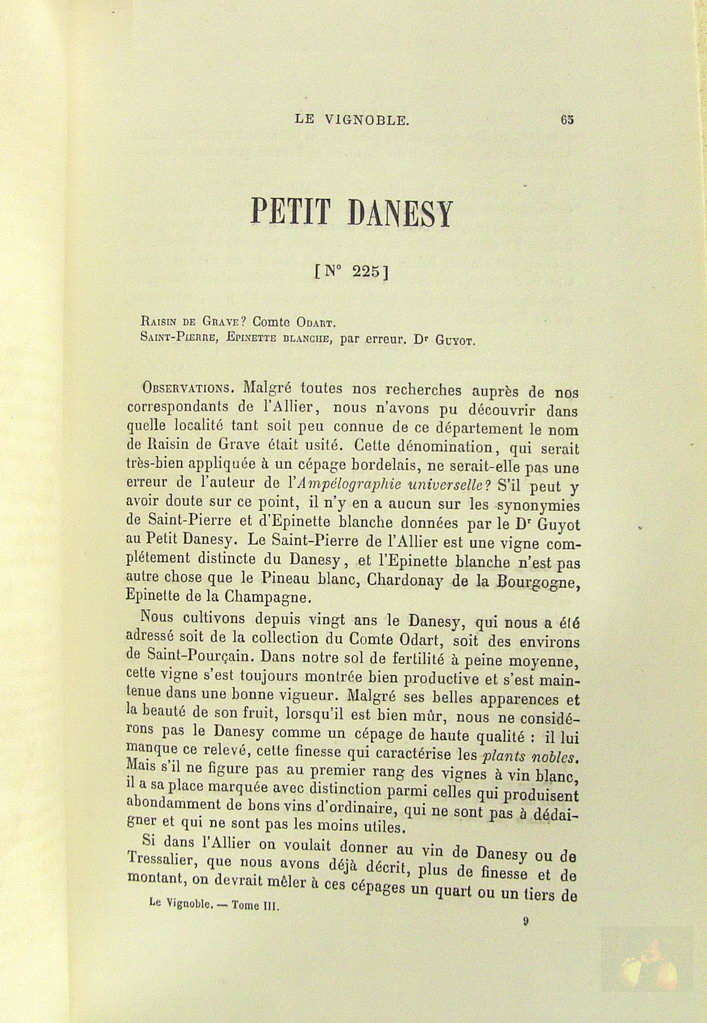 LE VIGNOBLE. 65
PETIT DANESY
[N° 225]
RAISIN DE GRAVE? Comte ODART.
SAINT-PIERRE, EPINETTE BLANCHE, par erreur. Dr GUYOT.
OBSERVATIONS. Malgré toutes nos recherches auprès de nos
correspondants de l'Allier, nous n'avons pu découvrir dans
quelle localité tant soit peu connue de ce département le nom
de Raisin de Grave était usité. Cette dénomination, qui serait
très-bien appliquée à un cépage bordelais, ne serait-elle pas une
erreur de l'auteur de l'Ampélographie universelle? S'il peut y
avoir doute sur ce point, il n'y en a aucun sur les synonymies
de Saint-Pierre et d'Epinette blanche données par le Dr Guyot
au Petit Danesy. Le Saint-Pierre de l'Allier est une vigne com-
plétement distincte du Danesy, et l'Epinette blanche n'est pas
autre chose que le Pineau blanc, Chardonay de la Bourgogne,
Epinette de la Champagne.
Nous cultivons depuis vingt ans le Danesy, qui nous a été
adressé soit de la collection du Comte Odart, soit des environs
de Saint-Pourçain. Dans notre sol de fertilité à peine moyenne,
cette vigne s'est toujours montrée bien productive et s'est main-
tenue dans une bonne vigueur. Malgré ses belles apparences et
la beauté de son fruit, lorsqu'il est bien mûr, nous ne considé-
rons pas le Danesy comme un cépage de haute qualité : il lui
manque ce relevé, cette finesse qui caractérise les plants nobles.
Mais s'il ne figure pas au premier rang des vignes à vin blanc,
il a sa place marquée avec distinction parmi celles qui produisent
abondamment de bons vins d'ordinaire, qui ne sont pas à dédai-
gner et qui ne sont pas les moins utiles.
Si dans l'Allier on voulait donner au vin de Danesy ou de
Tressalier, que nous avons déjà décrit, plus de finesse et de
montant, on devrait mêler à ces cépages un quart ou un tiers de
Le Vignoble. — Tome III.
9